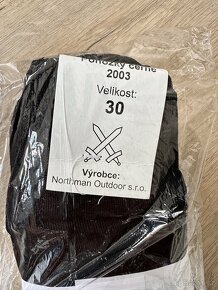 Ponožky černé
2003
Velikost:
30
Výrobce:
Northman Outdoor s.r.o.